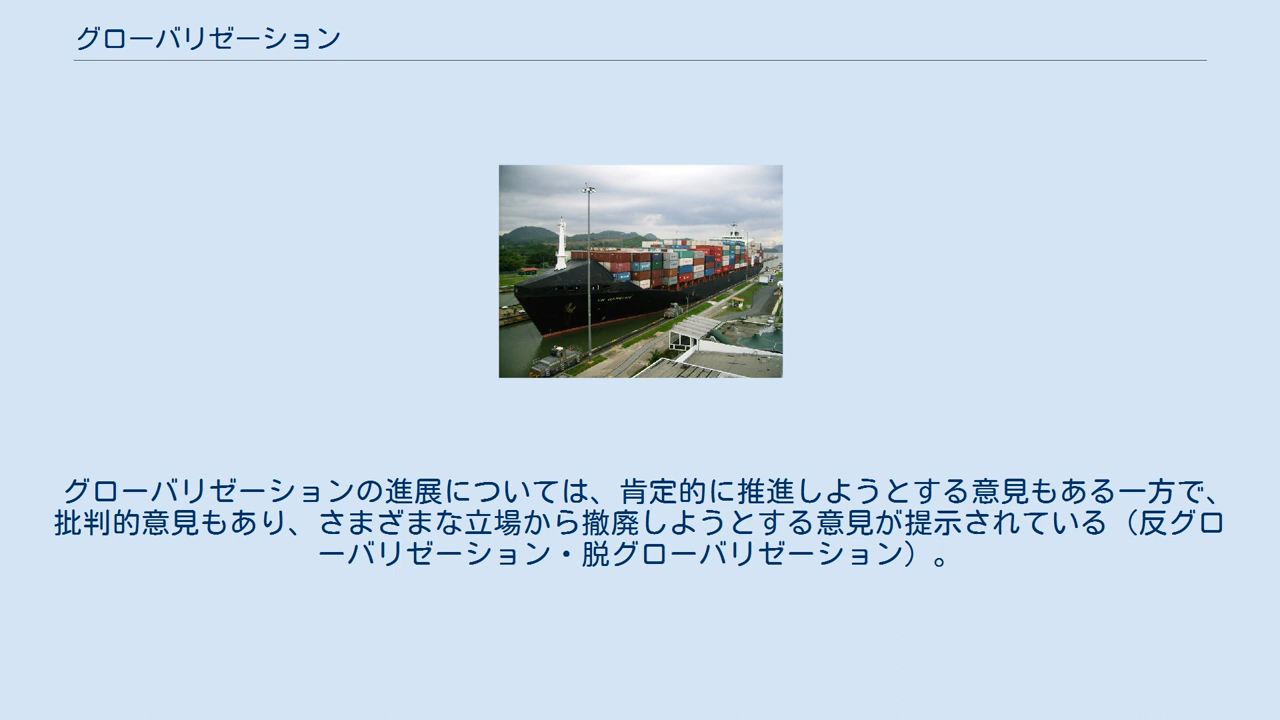 グローバリゼーション
グローバリゼーションの進展については、肯定的に推進しようとする意見もある一方で、
批判的意見もあり、さまざまな立場から撤廃しようとする意見が提示されている（反グロ
ーバリゼーション・脱グローバリゼーション）。